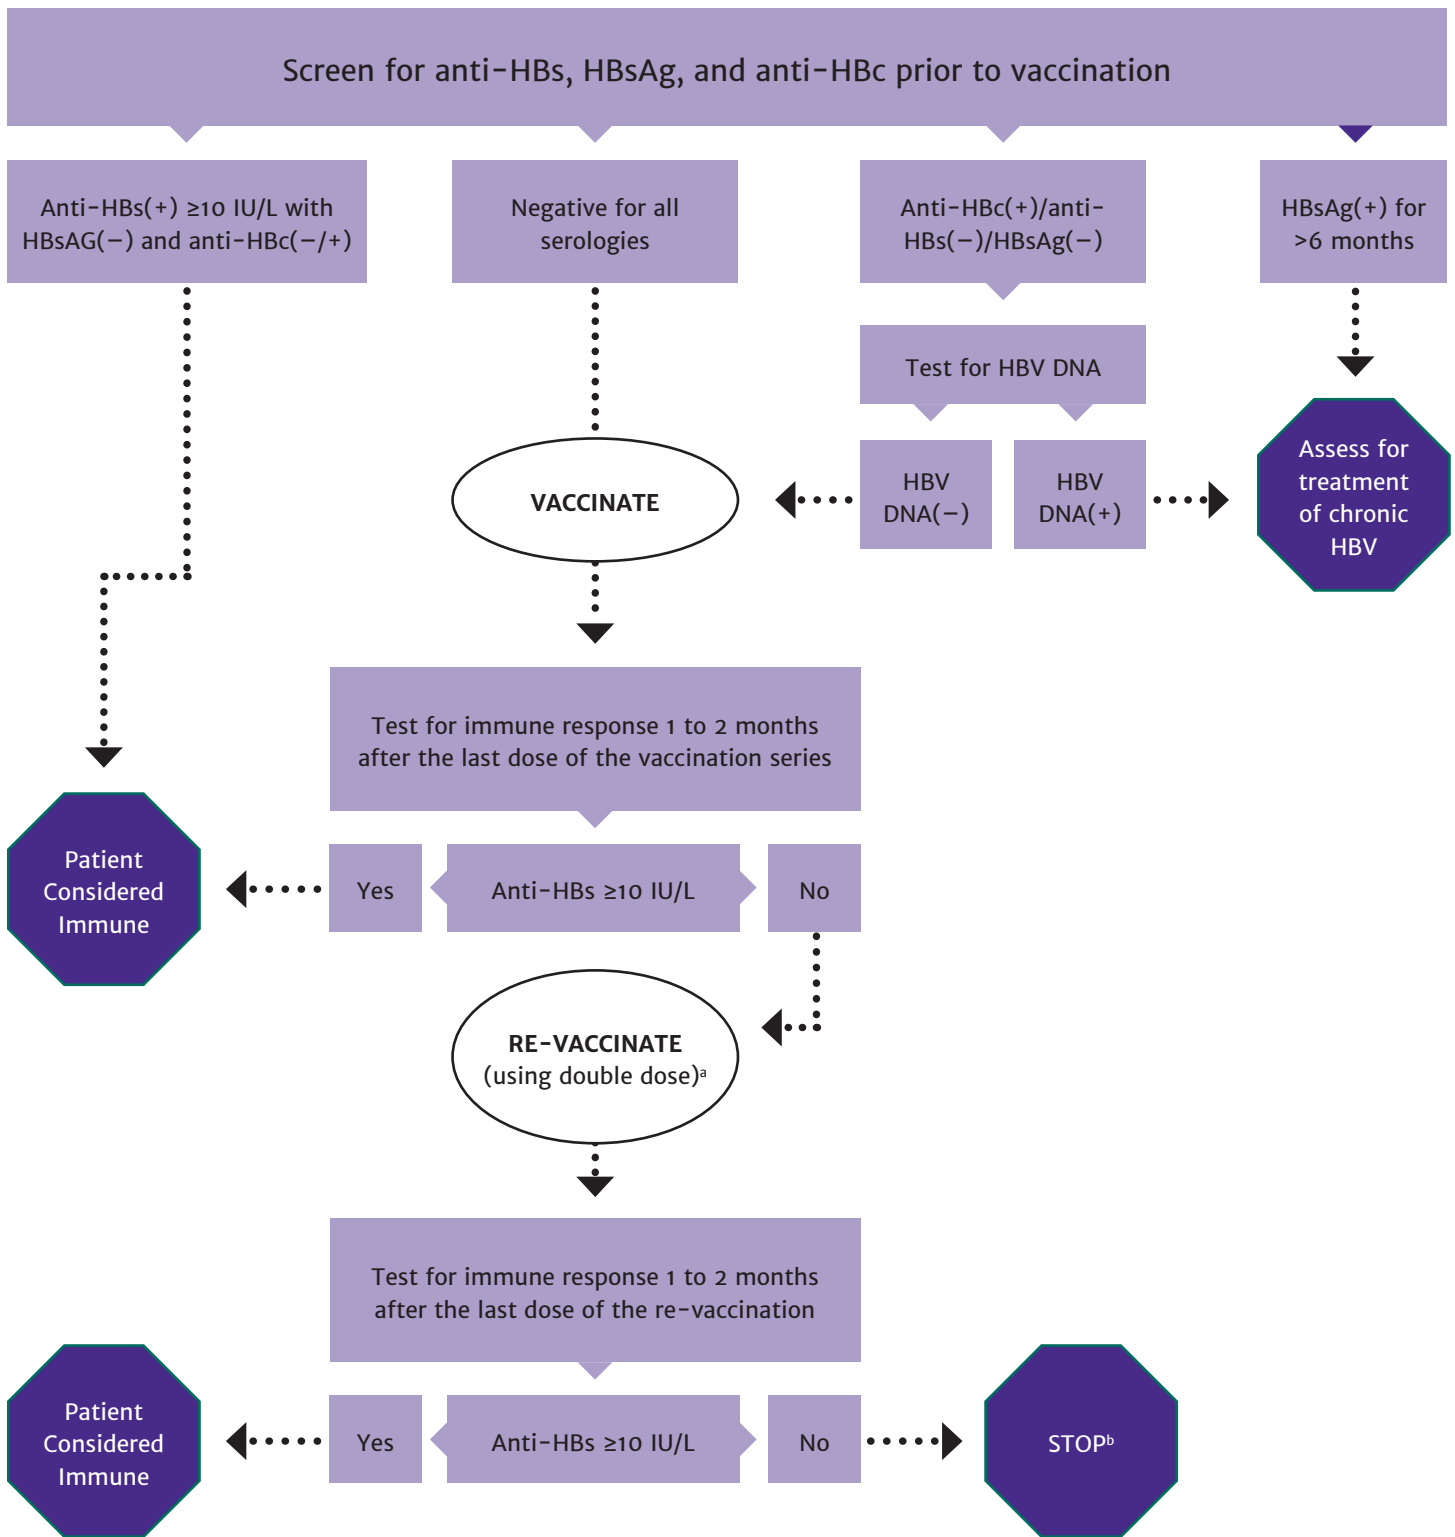 Screen for anti-HBs, HBsAg, and anti-HBc prior to vaccination
Anti-HBs(+) ≥10 IU/L with
HBsAG(−) and anti-HBc(−/+)
Negative for all
serologies
Anti-HBc(+)/anti-
HBs(−)/HBsAg(−)
HBsAg(+) for
>6 months
Test for HBV DNA
HBV
DNA(−)
HBV
DNA(+)
Assess for
treatment
of chronic
HBV
VACCINATE
Test for immune response 1 to 2 months
after the last dose of the vaccination series
Patient
Considered
Immune
Yes
Anti-HBs ≥10 IU/L
No
RE-VACCINATE
(using double dose)ᵃ
Test for immune response 1 to 2 months
after the last dose of the re-vaccination
Patient
Considered
Immune
Yes
Anti-HBs ≥10 IU/L
No
STOPᵇ